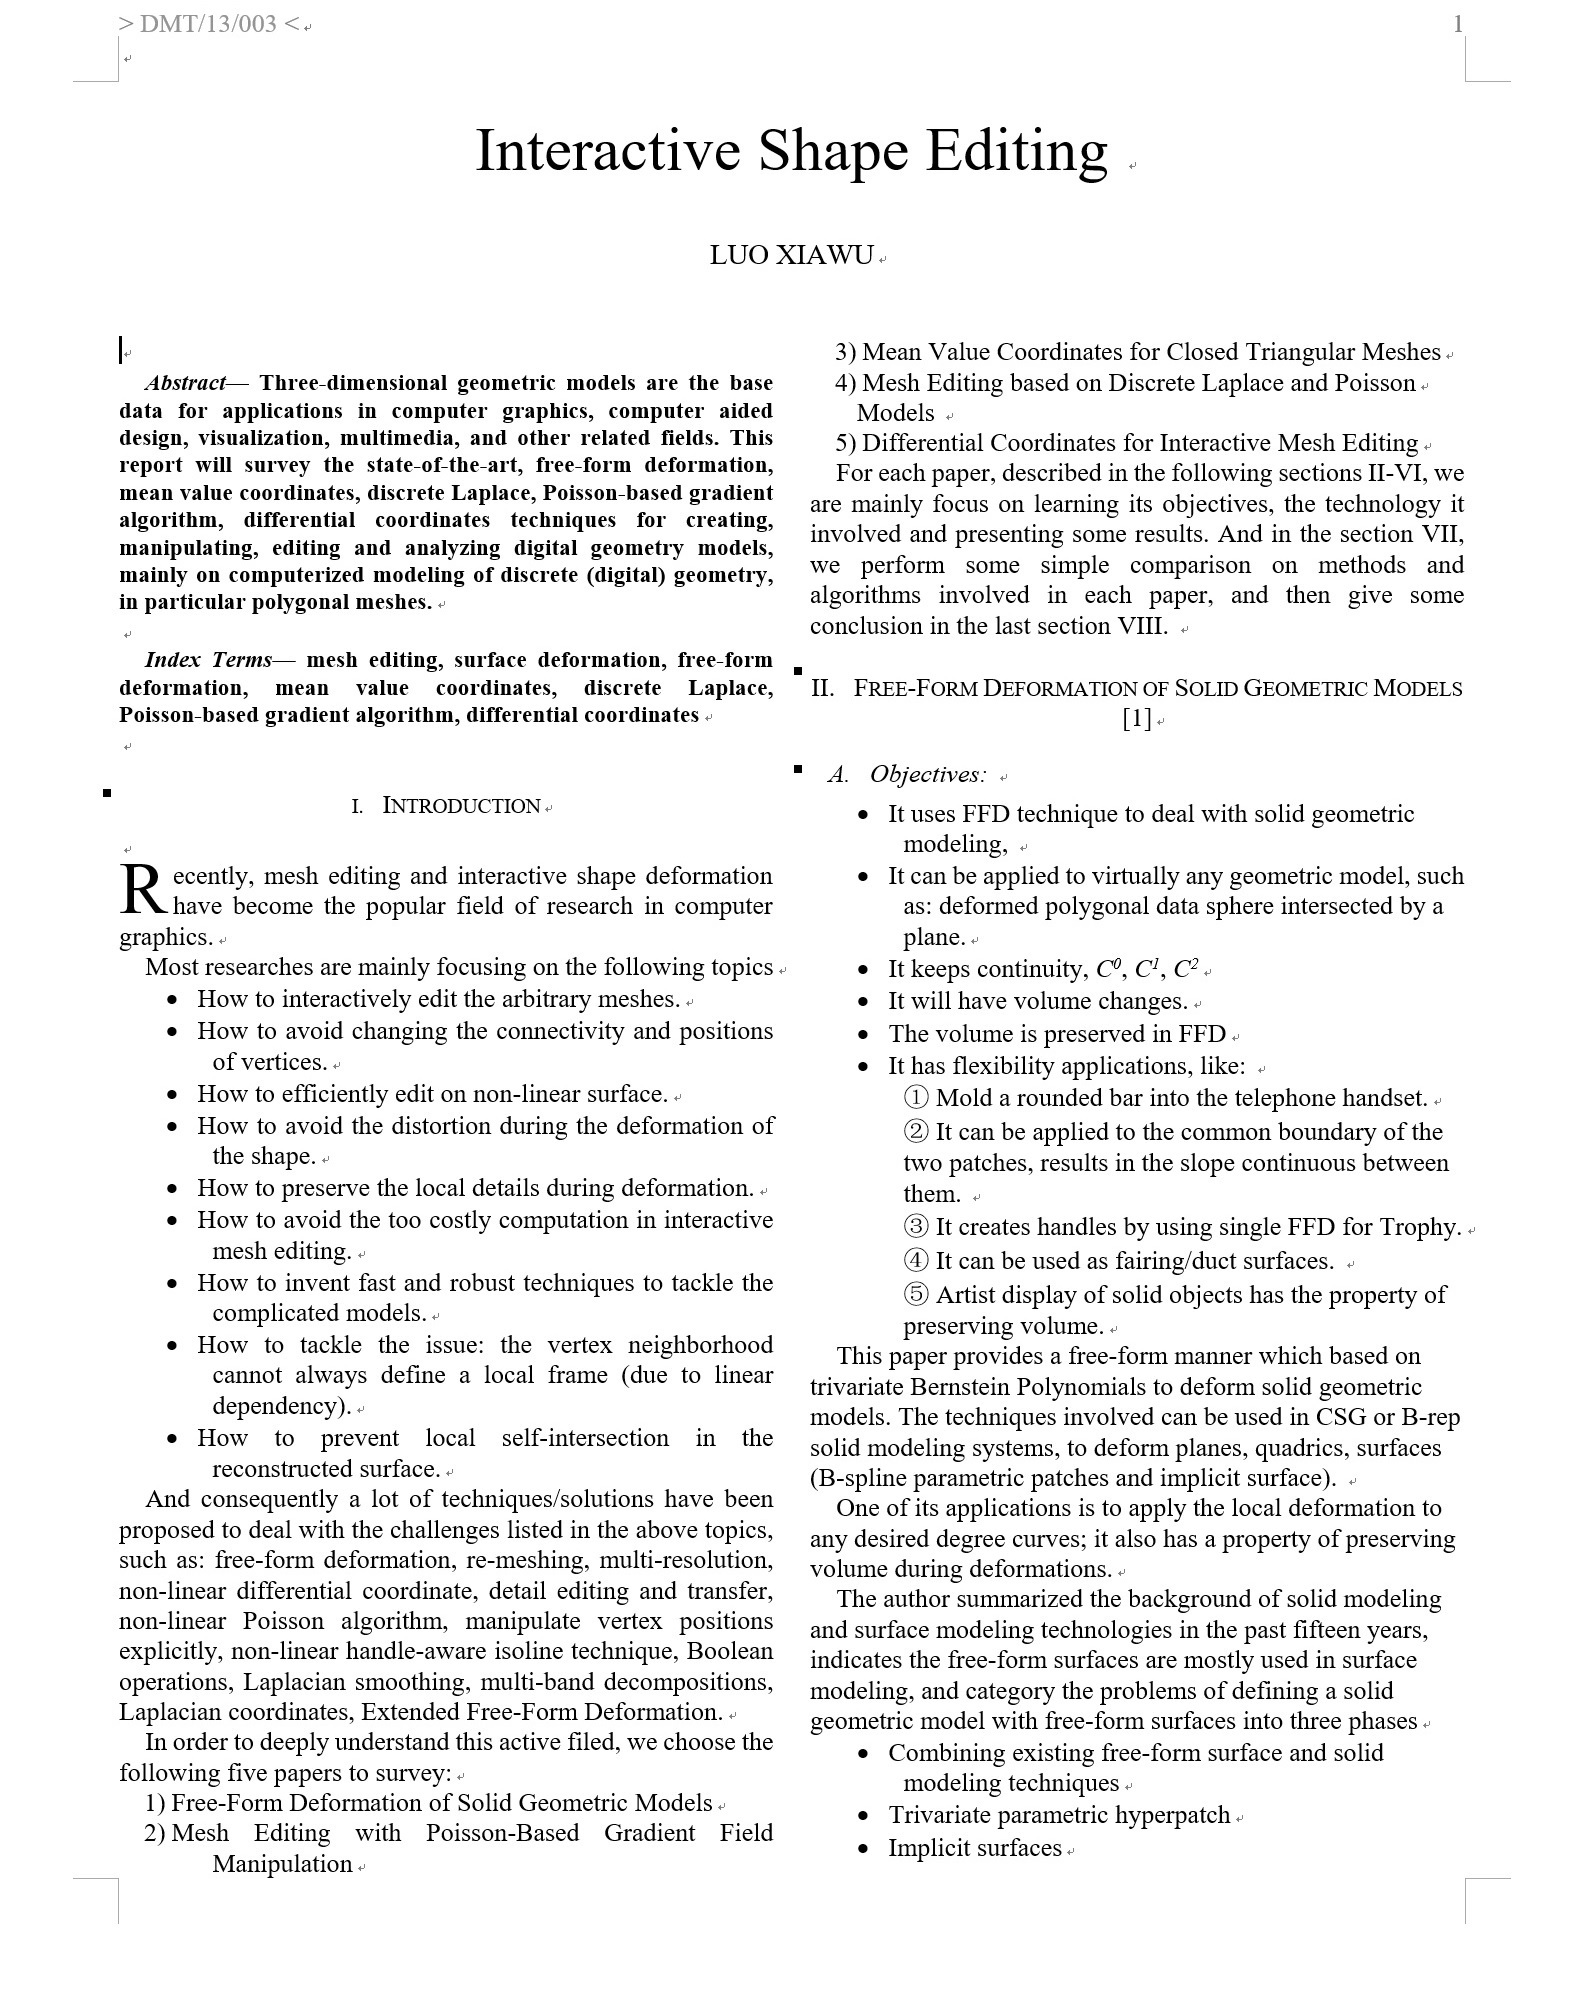 > DMT/13/003 <
1
Interactive Shape Editing
LUO XIAWU
Abstract— Three-dimensional geometric models are the base
data for applications in computer graphics, computer aided
design, visualization, multimedia, and other related fields. This
report will survey the state-of-the-art, free-form deformation,
mean value coordinates, discrete Laplace, Poisson-based gradient
algorithm, differential coordinates techniques for creating,
manipulating, editing and analyzing digital geometry models,
mainly on computerized modeling of discrete (digital) geometry,
in particular polygonal meshes.
Index Terms— mesh editing, surface deformation, free-form
deformation, mean value coordinates, discrete Laplace,
Poisson-based gradient algorithm, differential coordinates
I. INTRODUCTION
Recently, mesh editing and interactive shape deformation
have become the popular field of research in computer
graphics.
Most researches are mainly focusing on the following topics
• How to interactively edit the arbitrary meshes.
• How to avoid changing the connectivity and positions
of vertices.
• How to efficiently edit on non-linear surface.
• How to avoid the distortion during the deformation of
the shape.
• How to preserve the local details during deformation.
• How to avoid the too costly computation in interactive
mesh editing.
• How to invent fast and robust techniques to tackle the
complicated models.
• How to tackle the issue: the vertex neighborhood
cannot always define a local frame (due to linear
dependency).
• How to prevent local self-intersection in the
reconstructed surface.
And consequently a lot of techniques/solutions have been
proposed to deal with the challenges listed in the above topics,
such as: free-form deformation, re-meshing, multi-resolution,
non-linear differential coordinate, detail editing and transfer,
non-linear Poisson algorithm, manipulate vertex positions
explicitly, non-linear handle-aware isoline technique, Boolean
operations, Laplacian smoothing, multi-band decompositions,
Laplacian coordinates, Extended Free-Form Deformation.
In order to deeply understand this active filed, we choose the
following five papers to survey:
1) Free-Form Deformation of Solid Geometric Models
2) Mesh Editing with Poisson-Based Gradient Field
Manipulation
3) Mean Value Coordinates for Closed Triangular Meshes
4) Mesh Editing based on Discrete Laplace and Poisson
Models
5) Differential Coordinates for Interactive Mesh Editing
For each paper, described in the following sections II-VI, we
are mainly focus on learning its objectives, the technology it
involved and presenting some results. And in the section VII,
we perform some simple comparison on methods and
algorithms involved in each paper, and then give some
conclusion in the last section VIII.
II. FREE-FORM DEFORMATION OF SOLID GEOMETRIC MODELS
[1]
A. Objectives:
• It uses FFD technique to deal with solid geometric
modeling,
• It can be applied to virtually any geometric model, such
as: deformed polygonal data sphere intersected by a
plane.
• It keeps continuity, C⁰, C¹, C²
• It will have volume changes.
• The volume is preserved in FFD
• It has flexibility applications, like:
① Mold a rounded bar into the telephone handset.
② It can be applied to the common boundary of the
two patches, results in the slope continuous between
them.
③ It creates handles by using single FFD for Trophy.
④ It can be used as fairing/duct surfaces.
⑤ Artist display of solid objects has the property of
preserving volume.
This paper provides a free-form manner which based on
trivariate Bernstein Polynomials to deform solid geometric
models. The techniques involved can be used in CSG or B-rep
solid modeling systems, to deform planes, quadrics, surfaces
(B-spline parametric patches and implicit surface).
One of its applications is to apply the local deformation to
any desired degree curves; it also has a property of preserving
volume during deformations.
The author summarized the background of solid modeling
and surface modeling technologies in the past fifteen years,
indicates the free-form surfaces are mostly used in surface
modeling, and category the problems of defining a solid
geometric model with free-form surfaces into three phases
• Combining existing free-form surface and solid
modeling techniques
• Trivariate parametric hyperpatch
• Implicit surfaces